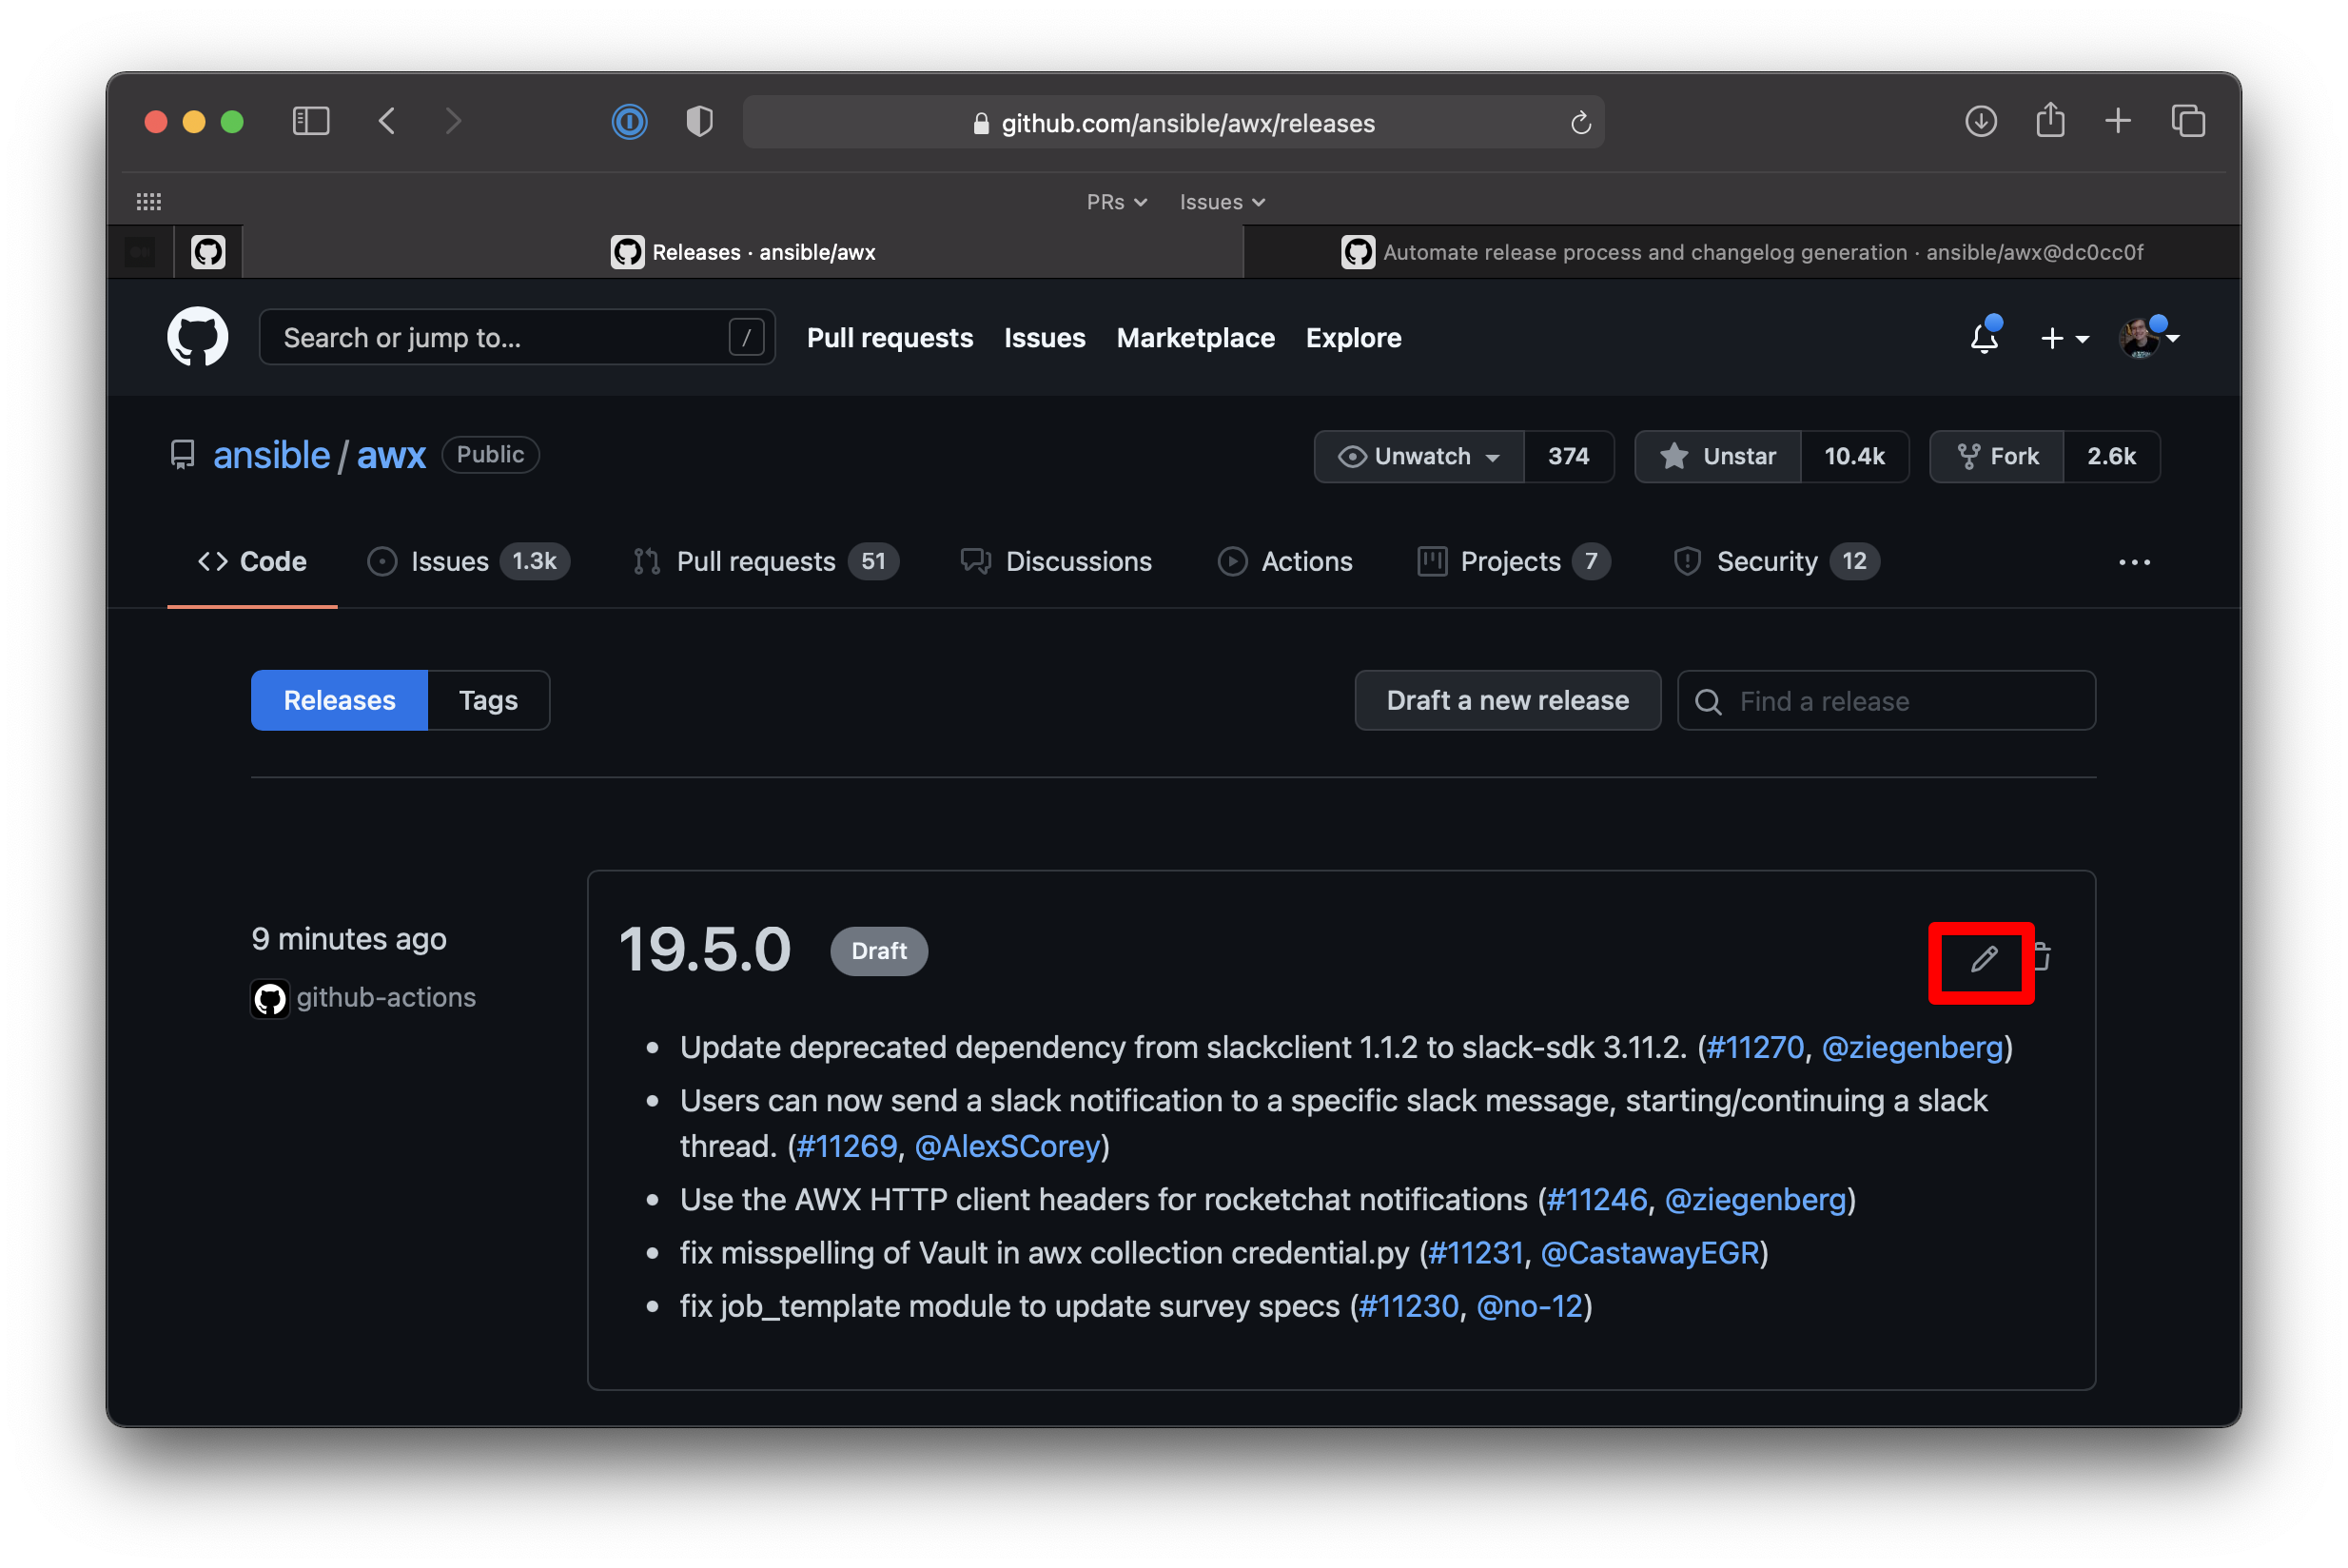 github.com/ansible/awx/releases
PRs Issues
Releases · ansible/awx
Automate release process and changelog generation · ansible/awx@dc0cc0f
Search or jump to... /
Pull requests Issues Marketplace Explore
ansible / awx Public
Unwatch 374 Unstar 10.4k Fork 2.6k
Code Issues 1.3k Pull requests 51 Discussions Actions Projects 7 Security 12 ...
Releases Tags Draft a new release Find a release
9 minutes ago
github-actions
19.5.0 Draft
• Update deprecated dependency from slackclient 1.1.2 to slack-sdk 3.11.2. (#11270, @ziegenberg)
• Users can now send a slack notification to a specific slack message, starting/continuing a slack
thread. (#11269, @AlexSCorey)
• Use the AWX HTTP client headers for rocketchat notifications (#11246, @ziegenberg)
• fix misspelling of Vault in awx collection credential.py (#11231, @CastawayEGR)
• fix job_template module to update survey specs (#11230, @no-12)